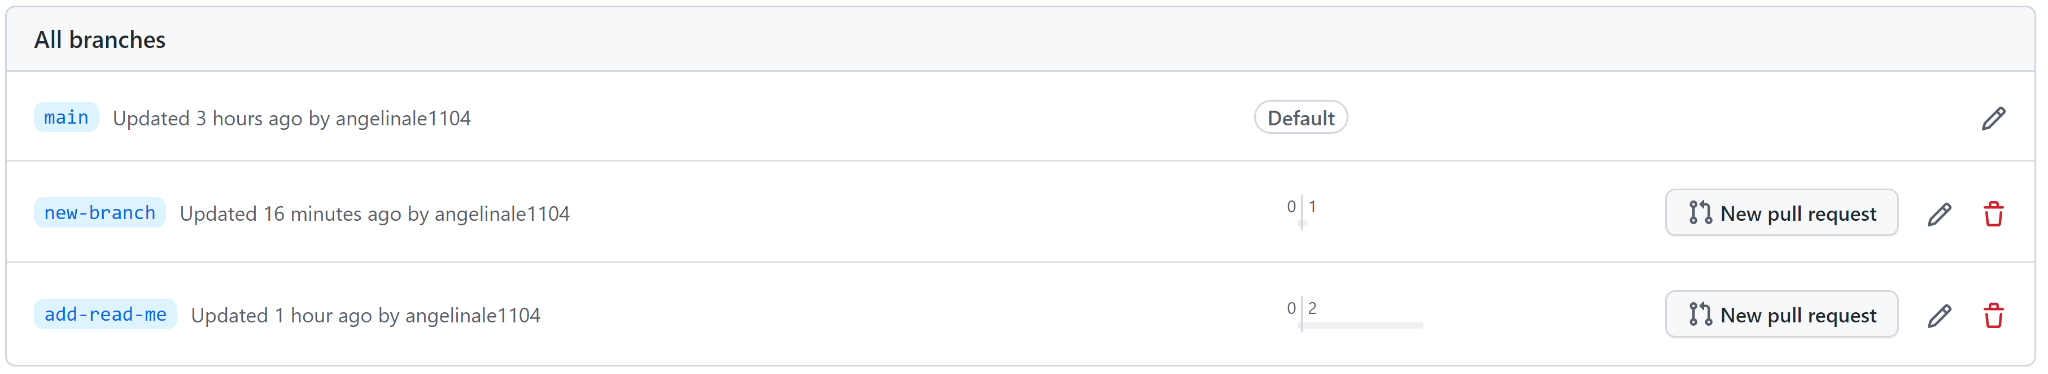 All branches
main Updated 3 hours ago by angelinale1104 Default
new-branch Updated 16 minutes ago by angelinale1104 0 1 New pull request
add-read-me Updated 1 hour ago by angelinale1104 0 2 New pull request